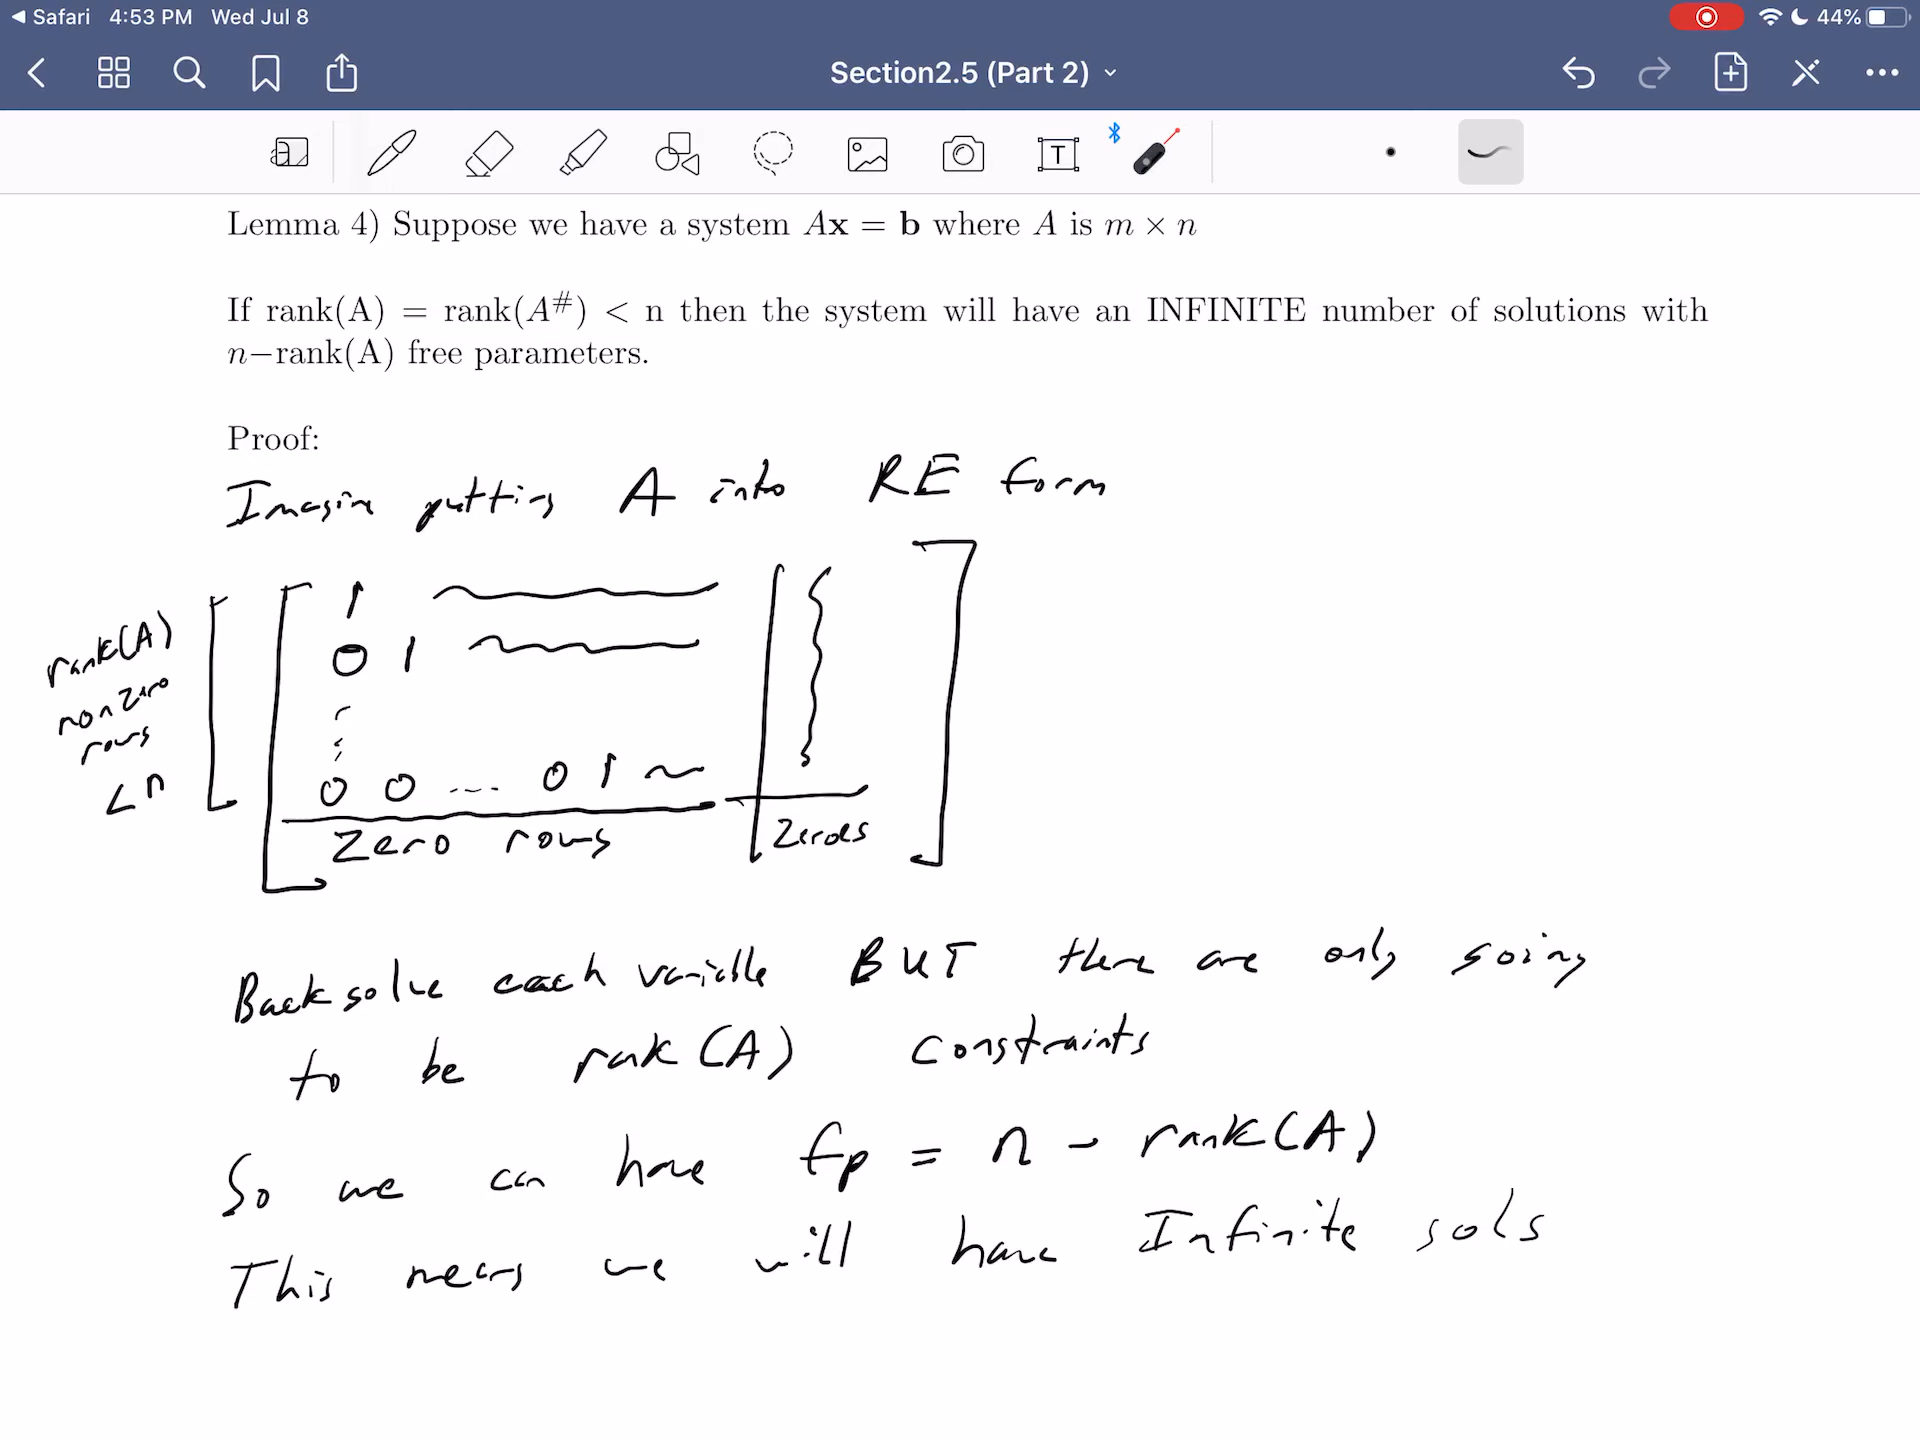 Safari 4:53 PM Wed Jul 8 44%
Section2.5 (Part 2)
Lemma 4) Suppose we have a system Ax = b where A is m × n
If rank(A) = rank(A^#) < n then the system will have an INFINITE number of solutions with
n−rank(A) free parameters.
Proof:
Imagine putting A into RE form
rank(A)
nonzero
rows
< n
1
0 1
0 0 .... 0 1
Zero rows
Zeroes
Back solve each variable BUT there are only going
to be rank (A) constraints
So we can have fp = n - rank(A)
This means we will have Infinite sols